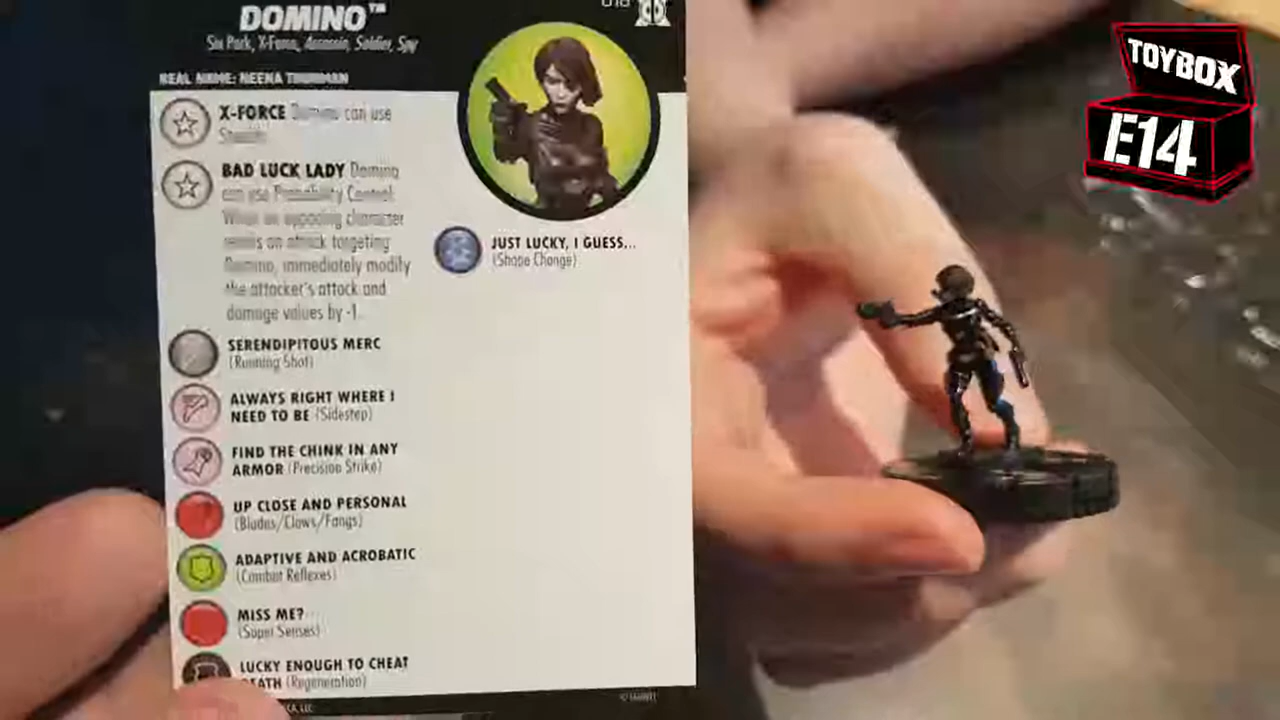 DOMINO™
Six Pack, X-Force, Assassin, Soldier, Spy
REAL NAME: NEENA THURMAN
X-FORCE Domino can use
Stealth.
BAD LUCK LADY Domino
can use Probability Control.
When an opposing character
makes an attack targeting
Domino, immediately modify
the attacker's attack and
damage values by -1.
SERENDIPITOUS MERC
(Running Shot)
ALWAYS RIGHT WHERE I
NEED TO BE (Sidestep)
FIND THE CHINK IN ANY
ARMOR (Precision Strike)
UP CLOSE AND PERSONAL
(Blades/Claws/Fangs)
ADAPTIVE AND ACROBATIC
(Combat Reflexes)
MISS ME?
(Super Senses)
LUCKY ENOUGH TO CHEAT
DEATH (Regeneration)
JUST LUCKY, I GUESS...
(Shape Change)
TOYBOX
E14